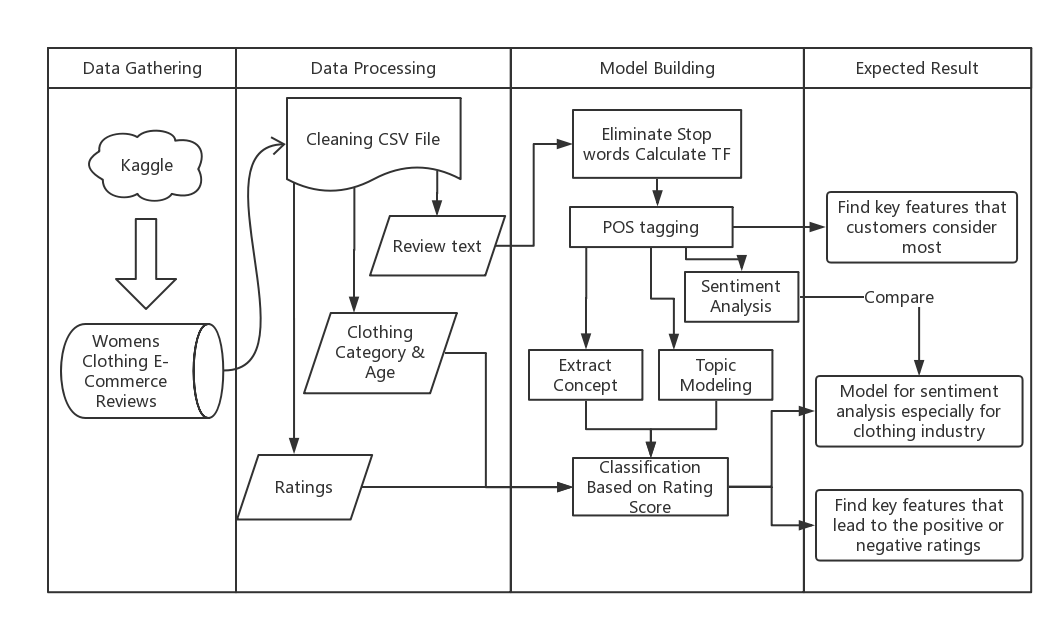 Data Gathering
Data Processing
Model Building
Expected Result
Kaggle
Womens
Clothing E-
Commerce
Reviews
Cleaning CSV File
Review text
Clothing
Category &
Age
Ratings
Eliminate Stop
words Calculate TF
POS tagging
Sentiment
Analysis
Extract
Concept
Topic
Modeling
Classification
Based on Rating
Score
Find key features that
customers consider
most
Compare
Model for sentiment
analysis especially for
clothing industry
Find key features that
lead to the positive or
negative ratings